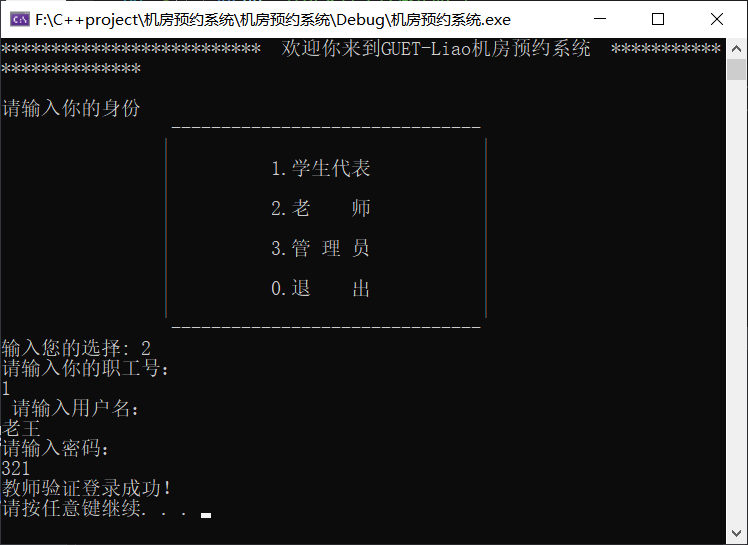 F:\C++project\机房预约系统\机房预约系统\Debug\机房预约系统.exe
************************** 欢迎你来到GUET-Liao机房预约系统 ***********
**************
请输入你的身份
-------------------------------
| 1.学生代表 |
| 2.老 师 |
| 3.管 理 员 |
| 0.退 出 |
-------------------------------
输入您的选择: 2
请输入你的职工号:
1
请输入用户名:
老王
请输入密码:
321
教师验证登录成功!
请按任意键继续. . .